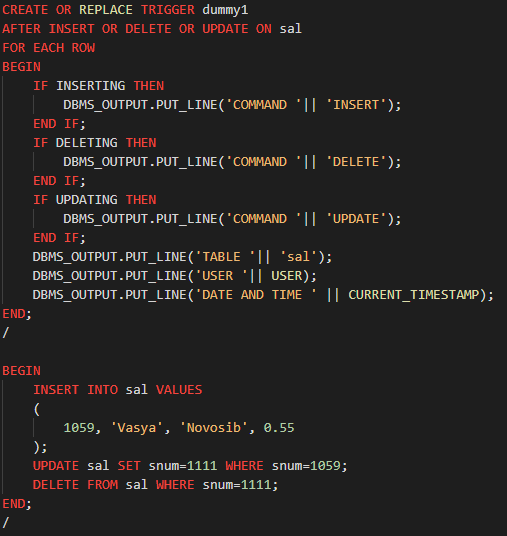 CREATE OR REPLACE TRIGGER dummy1
AFTER INSERT OR DELETE OR UPDATE ON sal
FOR EACH ROW
BEGIN
    IF INSERTING THEN
        DBMS_OUTPUT.PUT_LINE('COMMAND '|| 'INSERT');
    END IF;
    IF DELETING THEN
        DBMS_OUTPUT.PUT_LINE('COMMAND '|| 'DELETE');
    END IF;
    IF UPDATING THEN
        DBMS_OUTPUT.PUT_LINE('COMMAND '|| 'UPDATE');
    END IF;
    DBMS_OUTPUT.PUT_LINE('TABLE '|| 'sal');
    DBMS_OUTPUT.PUT_LINE('USER '|| USER);
    DBMS_OUTPUT.PUT_LINE('DATE AND TIME ' || CURRENT_TIMESTAMP);
END;
/

BEGIN
    INSERT INTO sal VALUES
    (
        1059, 'Vasya', 'Novosib', 0.55
    );
    UPDATE sal SET snum=1111 WHERE snum=1059;
    DELETE FROM sal WHERE snum=1111;
END;
/